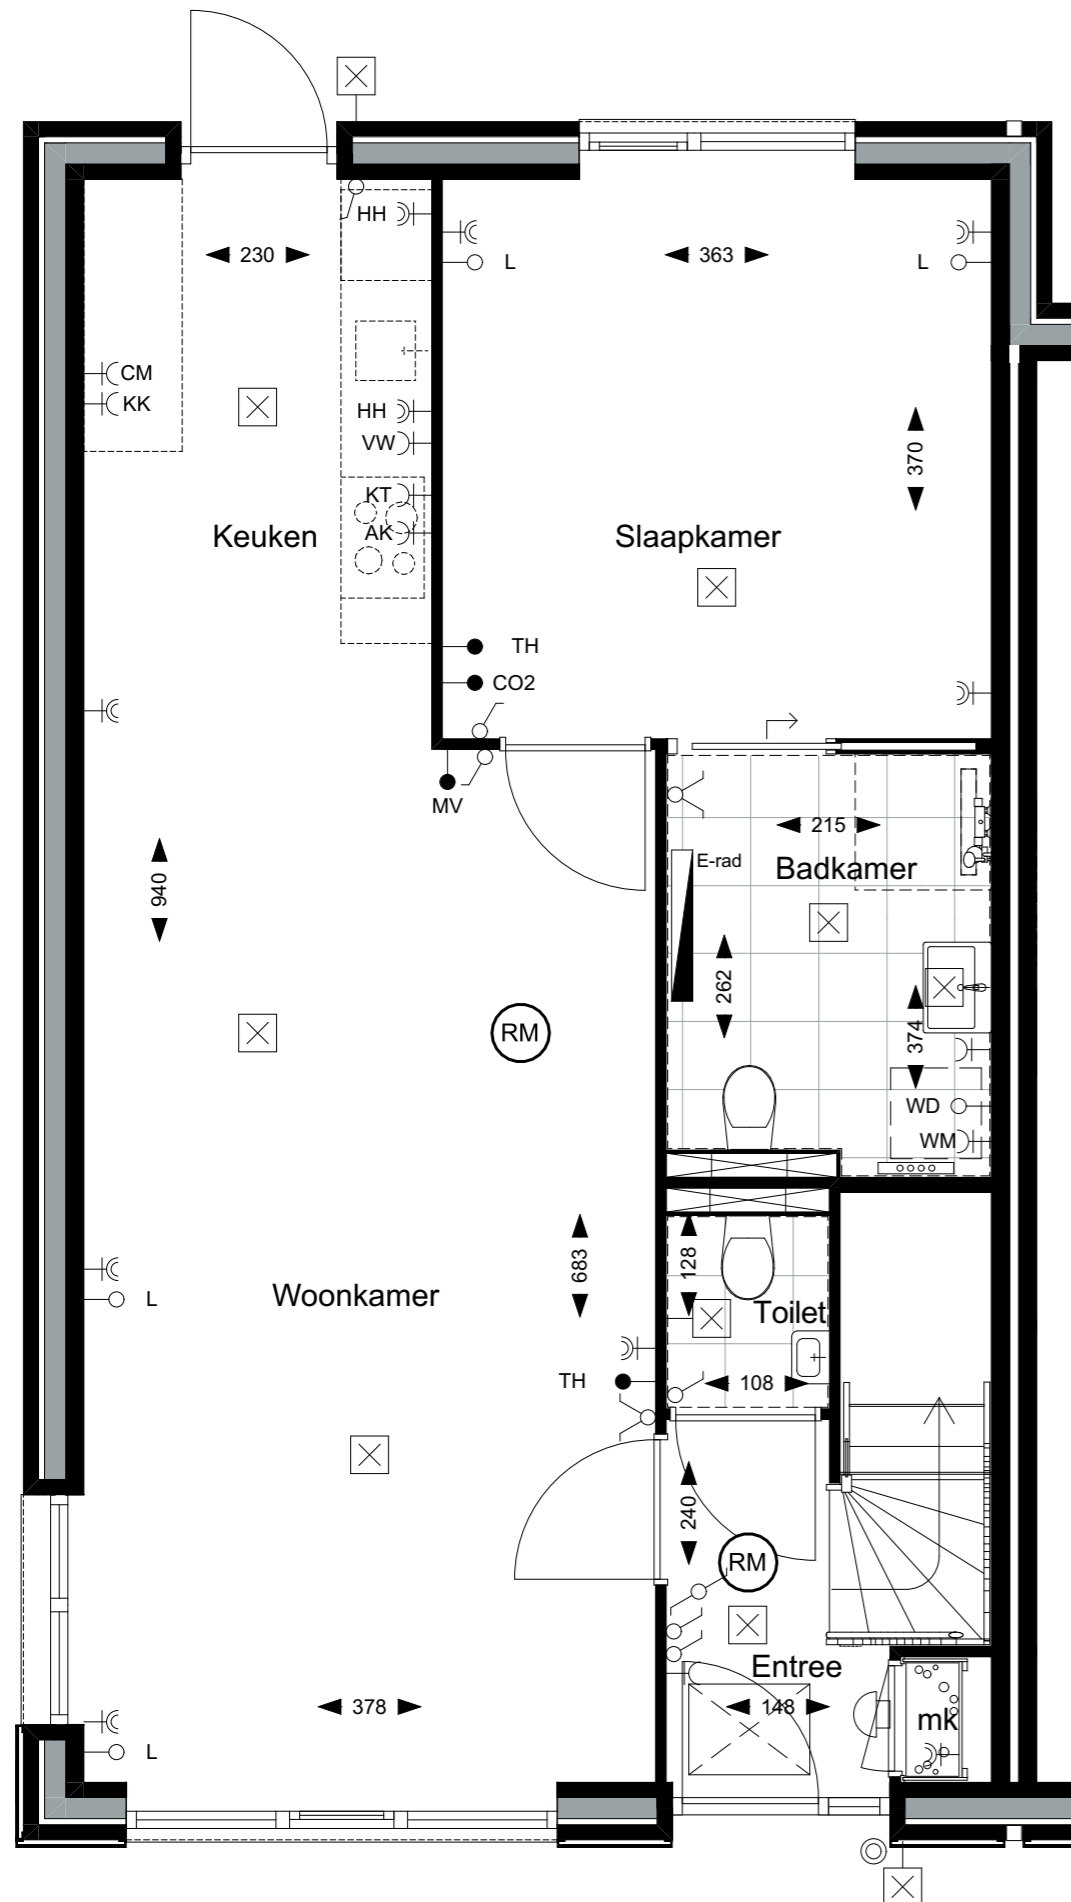 HH
230
363
L
L
CM
KK
HH
VW
370
KT
AK
Keuken
Slaapkamer
TH
CO2
MV
215
E-rad
Badkamer
940
262
374
RM
WD
WM
683
128
Woonkamer
L
Toilet
TH
108
240
RM
Entree
378
148
mk
L